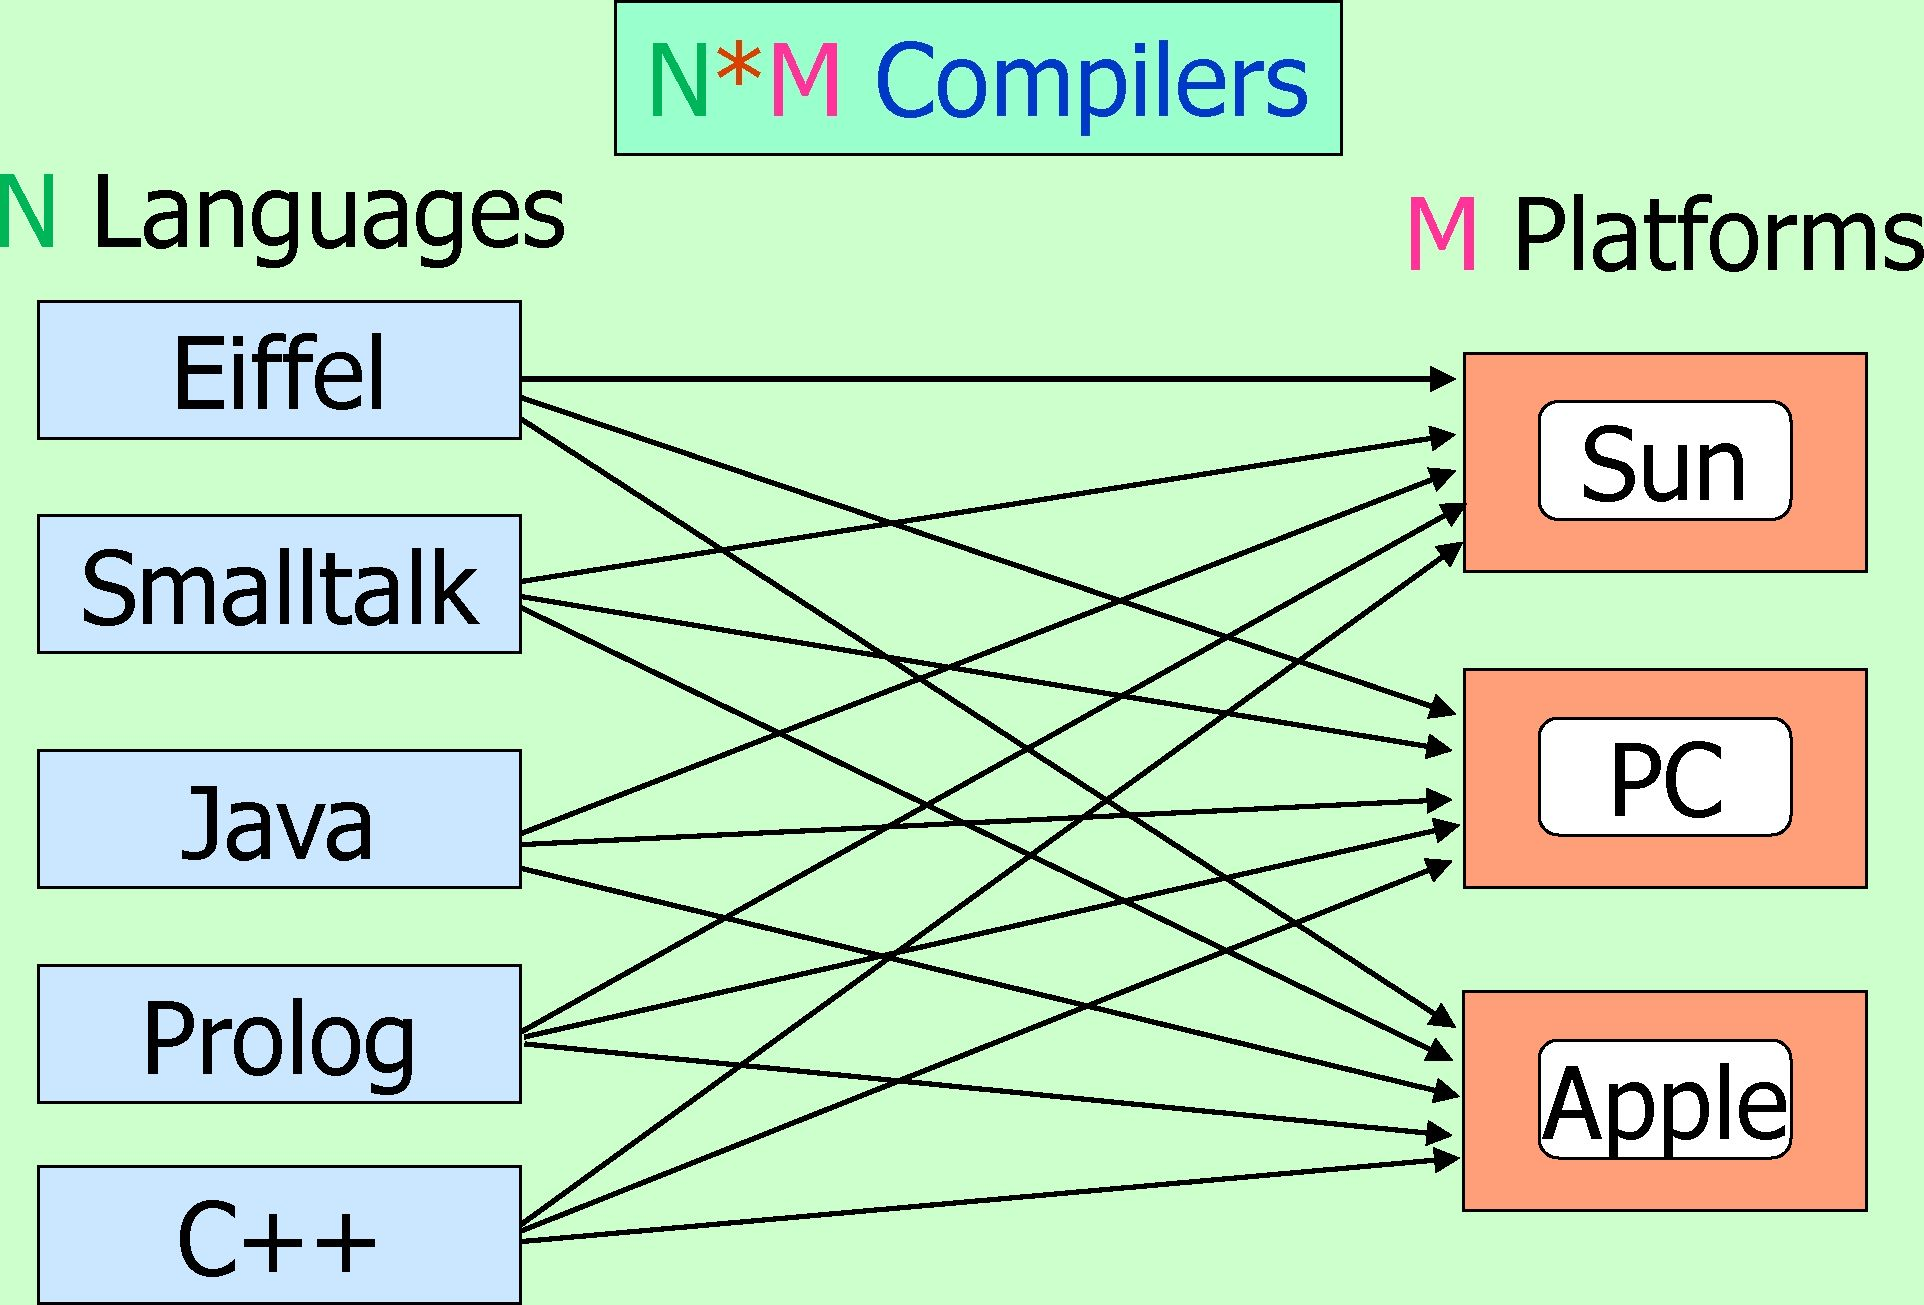 N*M Compilers
N Languages
M Platforms
Eiffel
Smalltalk
Java
Prolog
C++
Sun
PC
Apple